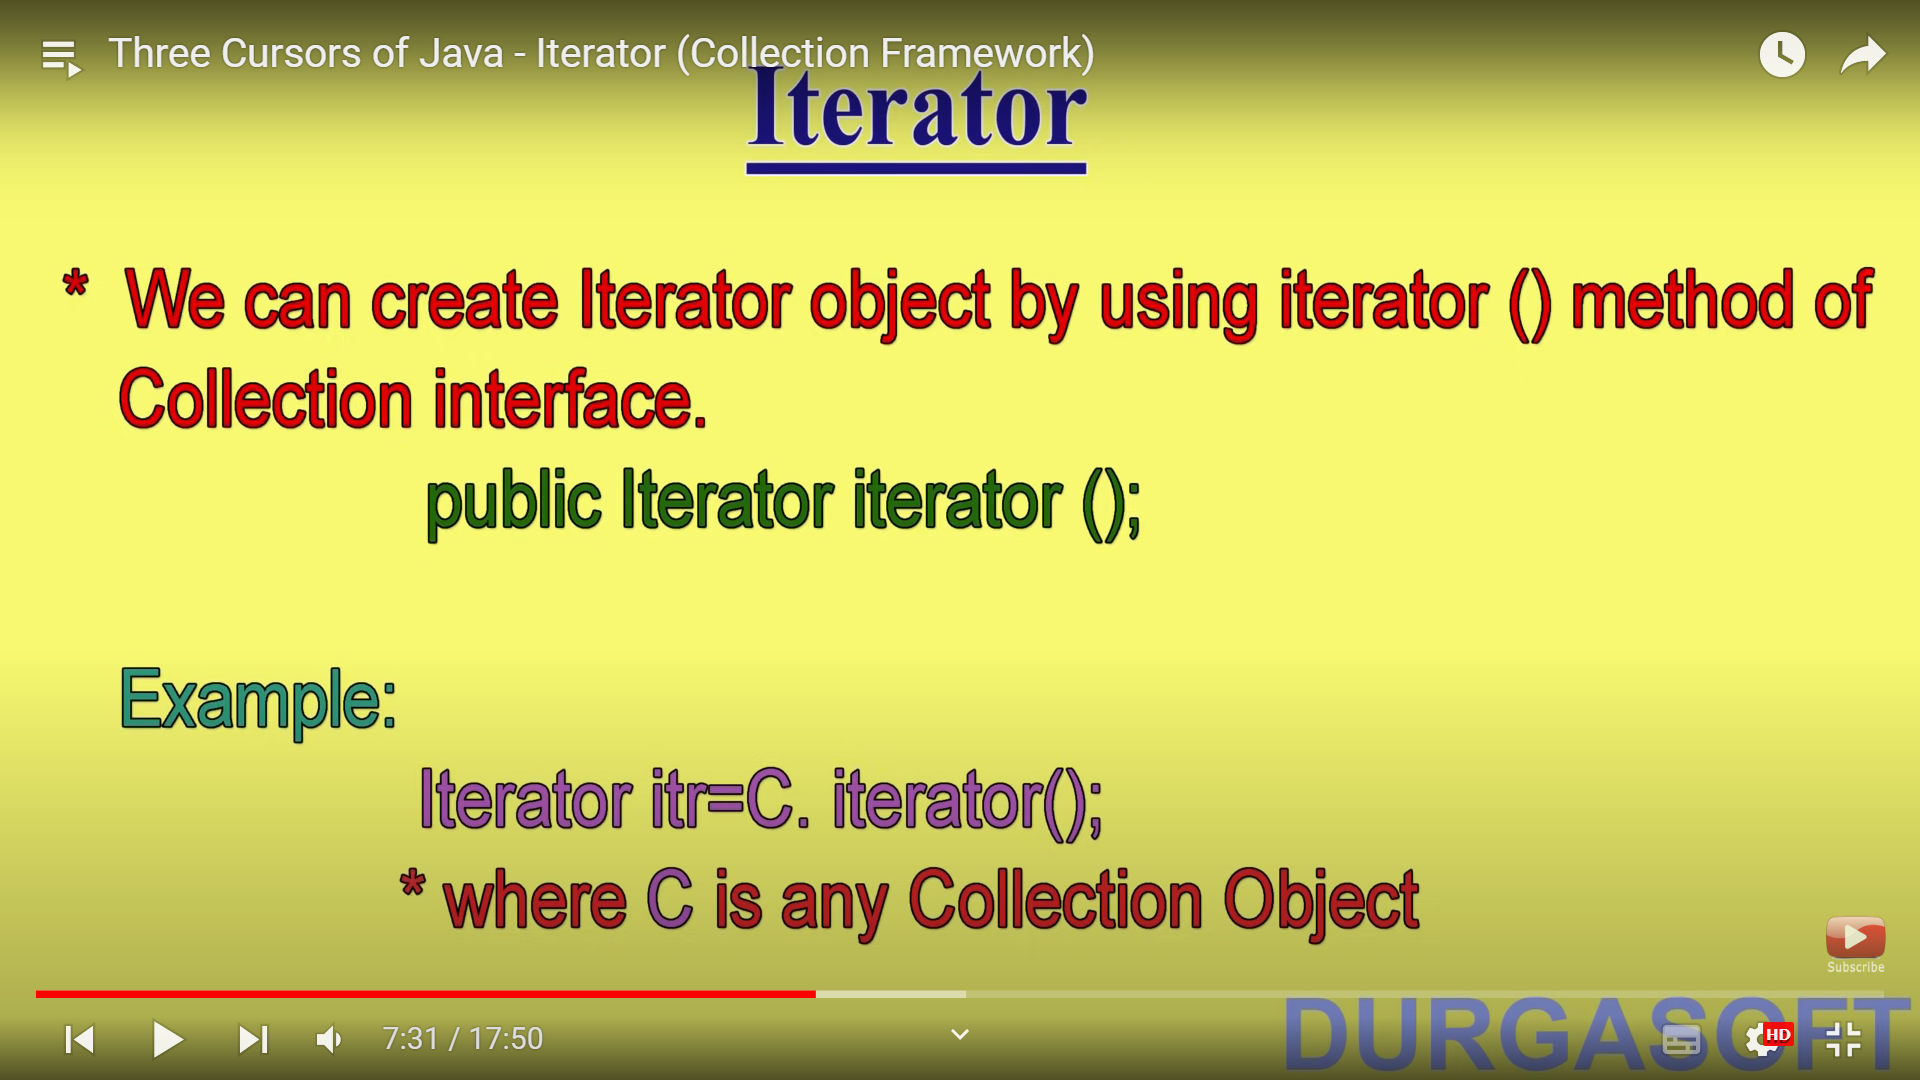 Three Cursors of Java - Iterator (Collection Framework)
Iterator
* We can create Iterator object by using iterator () method of
Collection interface.
public Iterator iterator ();
Example:
Iterator itr=C. iterator();
* where C is any Collection Object
Subscribe
DURGASOFT
7:31 / 17:50
HD